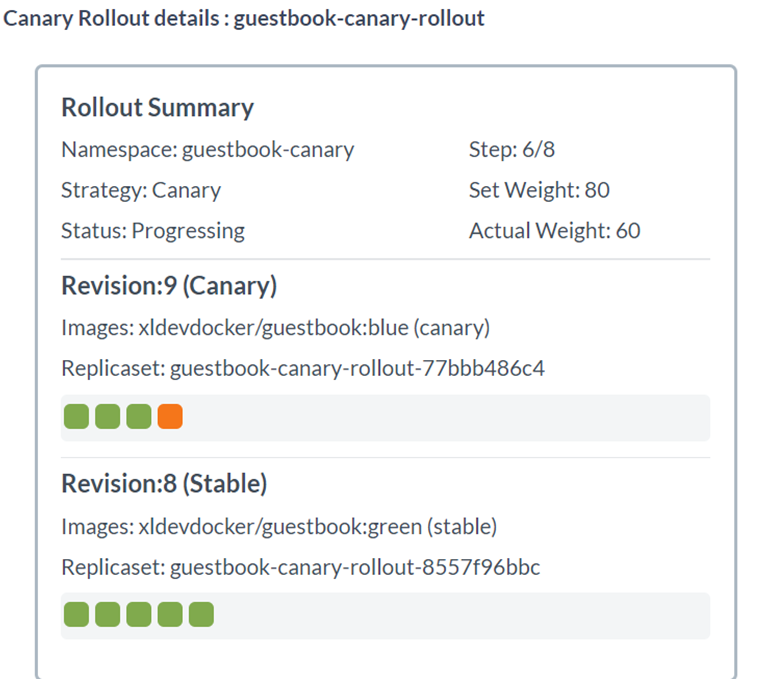 Canary Rollout details : guestbook-canary-rollout
Rollout Summary
Namespace: guestbook-canary
Step: 6/8
Strategy: Canary
Set Weight: 80
Status: Progressing
Actual Weight: 60
Revision:9 (Canary)
Images: xldevdocker/guestbook:blue (canary)
Replicaset: guestbook-canary-rollout-77bbb486c4
Revision:8 (Stable)
Images: xldevdocker/guestbook:green (stable)
Replicaset: guestbook-canary-rollout-8557f96bbc